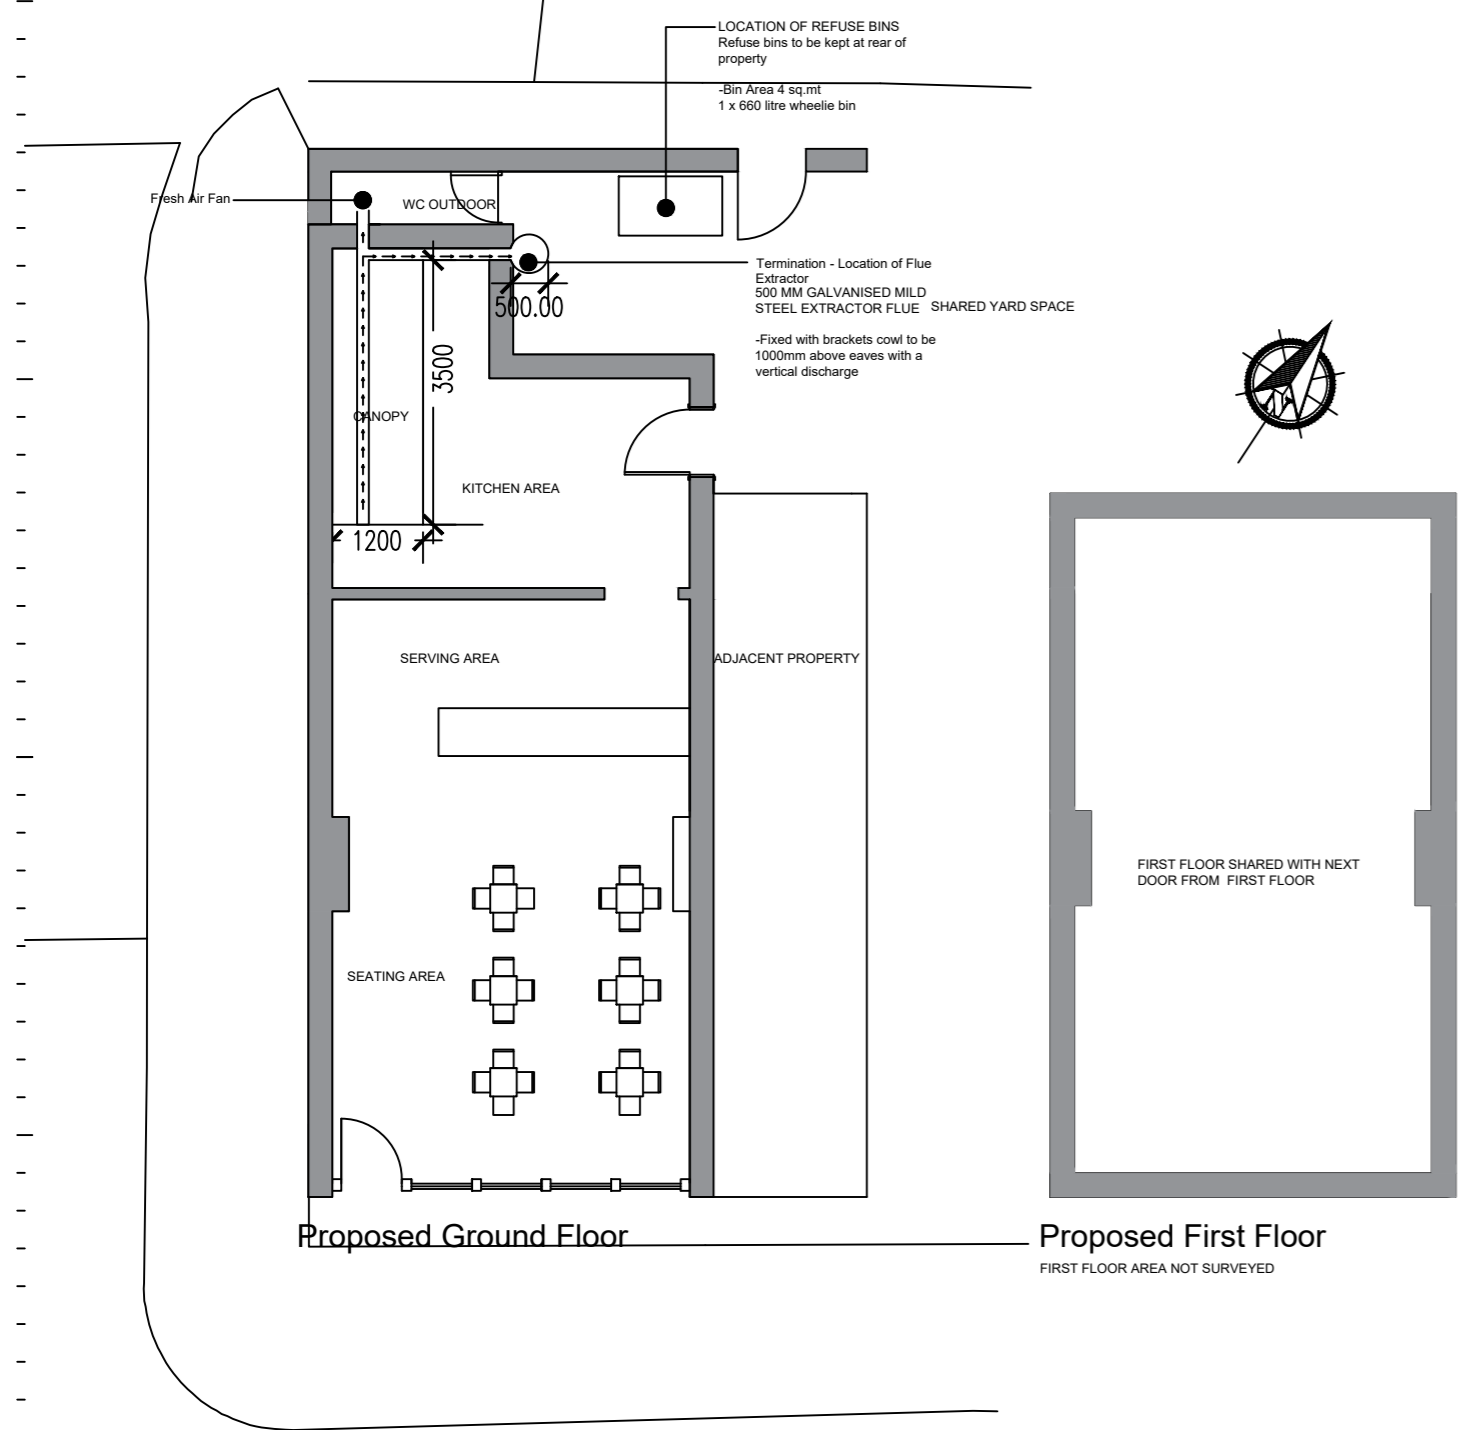 LOCATION OF REFUSE BINS
Refuse bins to be kept at rear of
property
-Bin Area 4 sq.mt
1 x 660 litre wheelie bin
Fresh Air Fan
WC OUTDOOR
Termination - Location of Flue
Extractor
500 MM GALVANISED MILD
STEEL EXTRACTOR FLUE
-Fixed with brackets cowl to be
1000mm above eaves with a
vertical discharge
SHARED YARD SPACE
500.00
3500
CANOPY
KITCHEN AREA
1200
SERVING AREA
ADJACENT PROPERTY
FIRST FLOOR SHARED WITH NEXT
DOOR FROM FIRST FLOOR
SEATING AREA
Proposed Ground Floor
Proposed First Floor
FIRST FLOOR AREA NOT SURVEYED